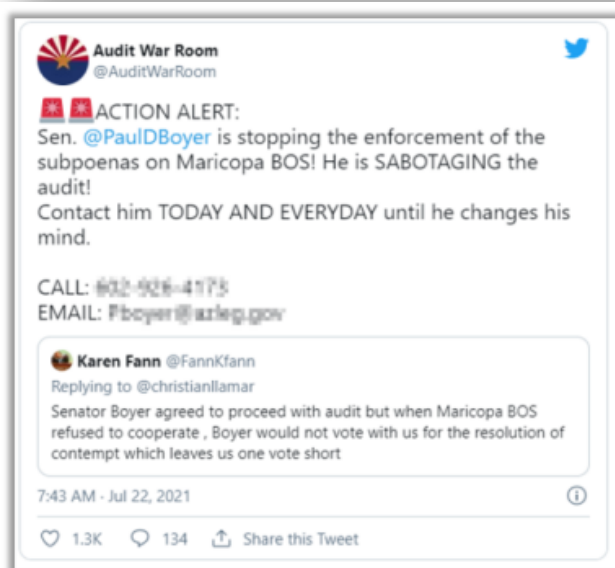 Audit War Room
@AuditWarRoom
🚨🚨ACTION ALERT:
Sen. @PaulDBoyer is stopping the enforcement of the
subpoenas on Maricopa BOS! He is SABOTAGING the
audit!
Contact him TODAY AND EVERYDAY until he changes his
mind.
CALL:
EMAIL:
Karen Fann @FannKfann
Replying to @christianllamar
Senator Boyer agreed to proceed with audit but when Maricopa BOS
refused to cooperate , Boyer would not vote with us for the resolution of
contempt which leaves us one vote short
7:43 AM · Jul 22, 2021
1.3K 134 Share this Tweet